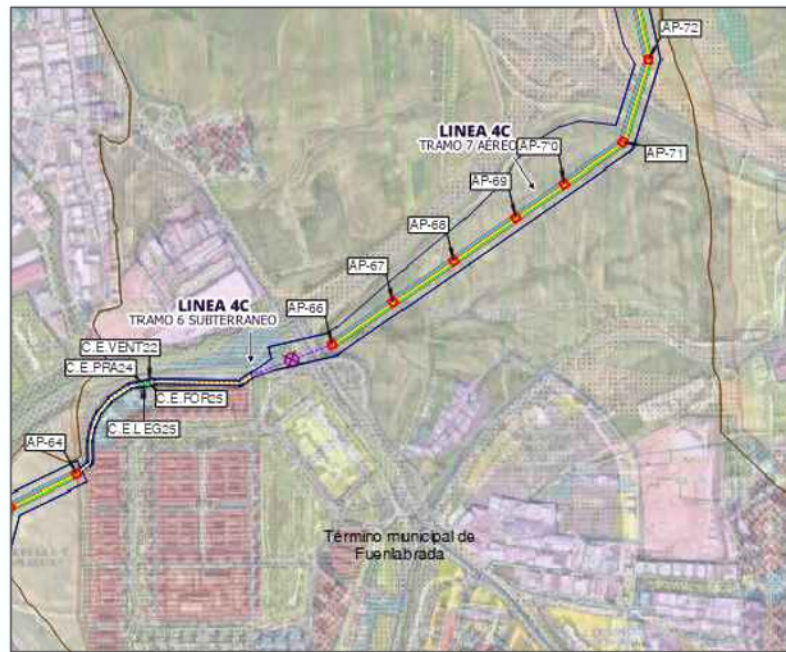 AP-72
LINEA 4C
TRAMO 7 AÉREO
AP-70
AP-71
AP-69
AP-68
AP-67
LINEA 4C
TRAMO 6 SUBTERRANEO
AP-66
C.E.VENT22
C.E.PRA24
C.E.FOR25
C.E.LEG25
AP-64
Término municipal de
Fuenlabrada